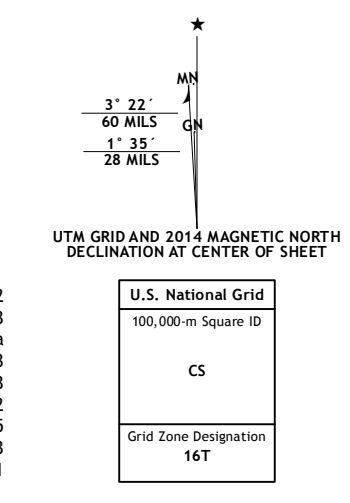 ★
MN
3° 22´
60 MILS
GN
1° 35´
28 MILS
UTM GRID AND 2014 MAGNETIC NORTH
DECLINATION AT CENTER OF SHEET
U.S. National Grid
100,000-m Square ID
CS
Grid Zone Designation
16T